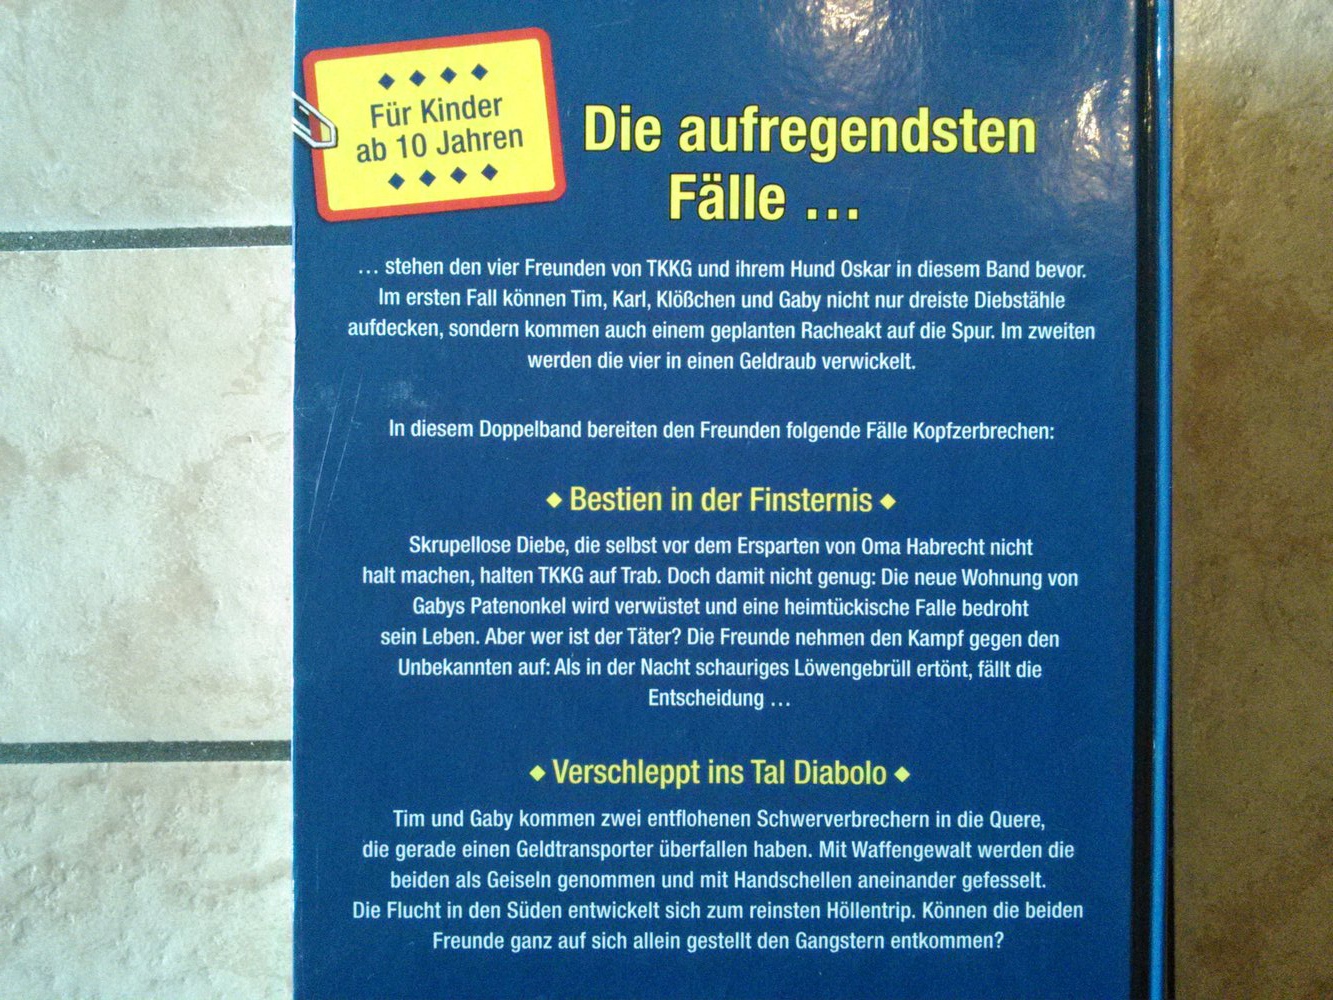 Für Kinder
ab 10 Jahren
Die aufregendsten
Fälle …
… stehen den vier Freunden von TKKG und ihrem Hund Oskar in diesem Band bevor.
Im ersten Fall können Tim, Karl, Klößchen und Gaby nicht nur dreiste Diebstähle
aufdecken, sondern kommen auch einem geplanten Racheakt auf die Spur. Im zweiten
werden die vier in einen Geldraub verwickelt.
In diesem Doppelband bereiten den Freunden folgende Fälle Kopfzerbrechen:
◆ Bestien in der Finsternis ◆
Skrupellose Diebe, die selbst vor dem Ersparten von Oma Habrecht nicht
halt machen, halten TKKG auf Trab. Doch damit nicht genug: Die neue Wohnung von
Gabys Patenonkel wird verwüstet und eine heimtückische Falle bedroht
sein Leben. Aber wer ist der Täter? Die Freunde nehmen den Kampf gegen den
Unbekannten auf: Als in der Nacht schauriges Löwengebrüll ertönt, fällt die
Entscheidung …
◆ Verschleppt ins Tal Diabolo ◆
Tim und Gaby kommen zwei entflohenen Schwerverbrechern in die Quere,
die gerade einen Geldtransporter überfallen haben. Mit Waffengewalt werden die
beiden als Geiseln genommen und mit Handschellen aneinander gefesselt.
Die Flucht in den Süden entwickelt sich zum reinsten Höllentrip. Können die beiden
Freunde ganz auf sich allein gestellt den Gangstern entkommen?